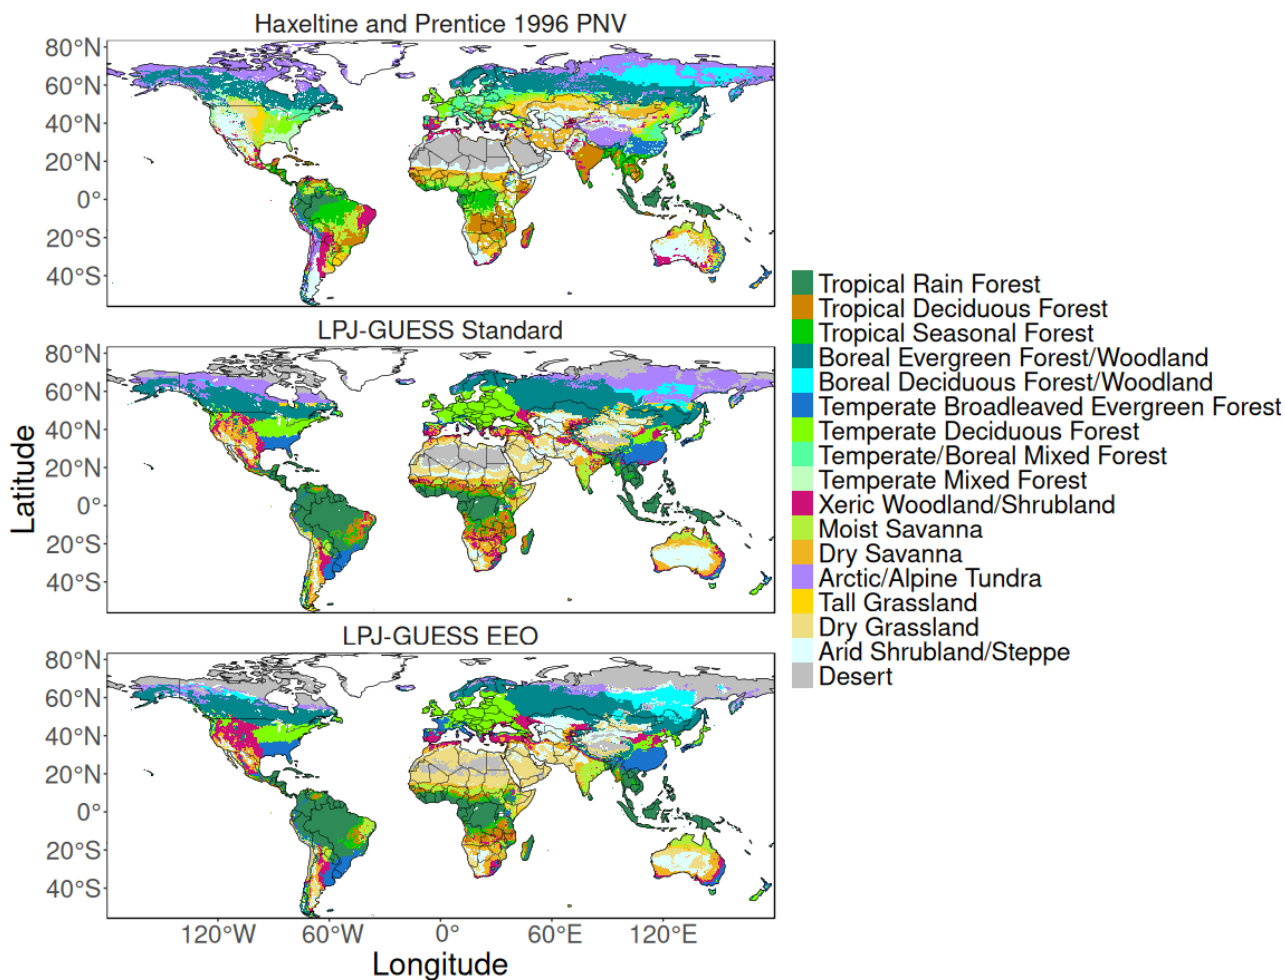 Haxeltine and Prentice 1996 PNV
80°N
60°N
40°N
20°N
0°
20°S
40°S
LPJ-GUESS Standard
80°N
60°N
40°N
20°N
0°
20°S
40°S
LPJ-GUESS EEO
80°N
60°N
40°N
20°N
0°
20°S
40°S
120°W 60°W 0° 60°E 120°E
Longitude
Latitude
Tropical Rain Forest
Tropical Deciduous Forest
Tropical Seasonal Forest
Boreal Evergreen Forest/Woodland
Boreal Deciduous Forest/Woodland
Temperate Broadleaved Evergreen Forest
Temperate Deciduous Forest
Temperate/Boreal Mixed Forest
Temperate Mixed Forest
Xeric Woodland/Shrubland
Moist Savanna
Dry Savanna
Arctic/Alpine Tundra
Tall Grassland
Dry Grassland
Arid Shrubland/Steppe
Desert